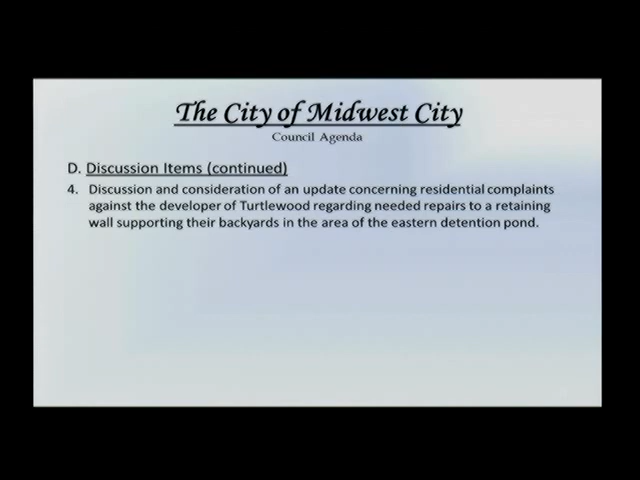 The City of Midwest City
Council Agenda
D. Discussion Items (continued)
4. Discussion and consideration of an update concerning residential complaints
against the developer of Turtlewood regarding needed repairs to a retaining
wall supporting their backyards in the area of the eastern detention pond.